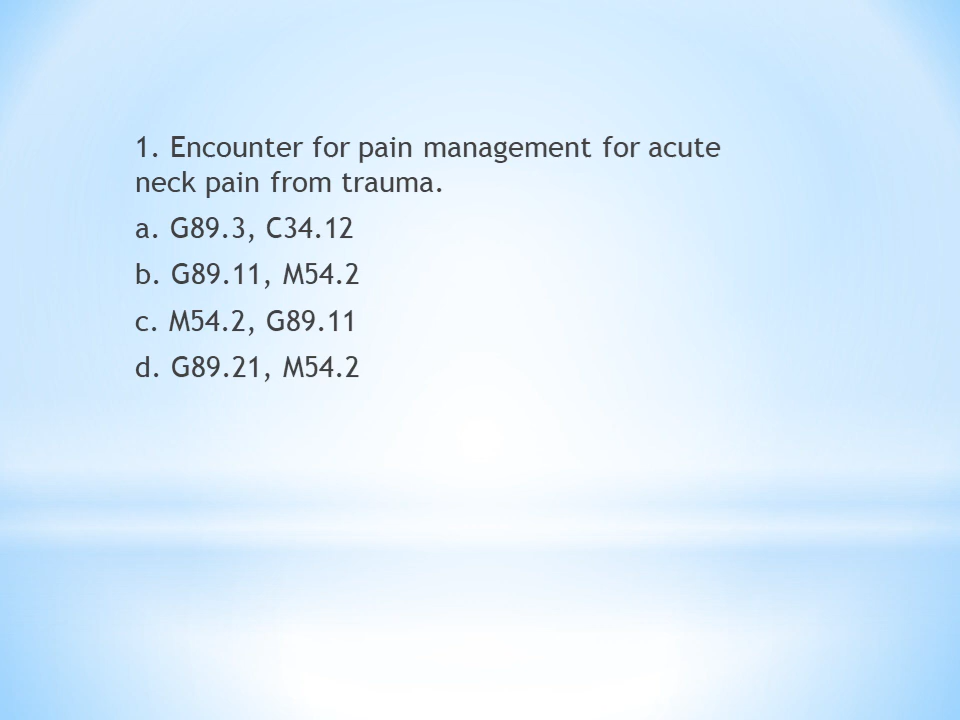 1. Encounter for pain management for acute
neck pain from trauma.
a. G89.3, C34.12
b. G89.11, M54.2
c. M54.2, G89.11
d. G89.21, M54.2